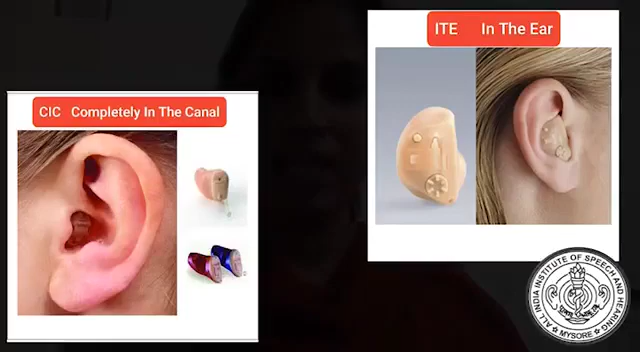 ITE In The Ear
CIC Completely In The Canal
ALL INDIA INSTITUTE OF SPEECH AND HEARING
MYSORE